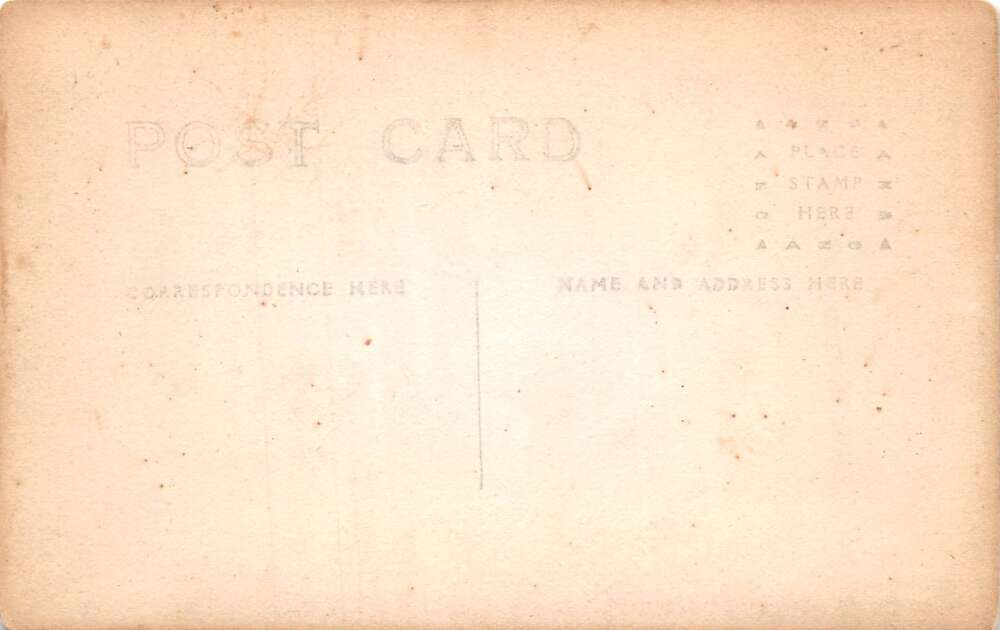 POST CARD
A A Z O A
A PLACE A
Z STAMP Z
O HERE O
A A Z O A
CORRESPONDENCE HERE
NAME AND ADDRESS HERE